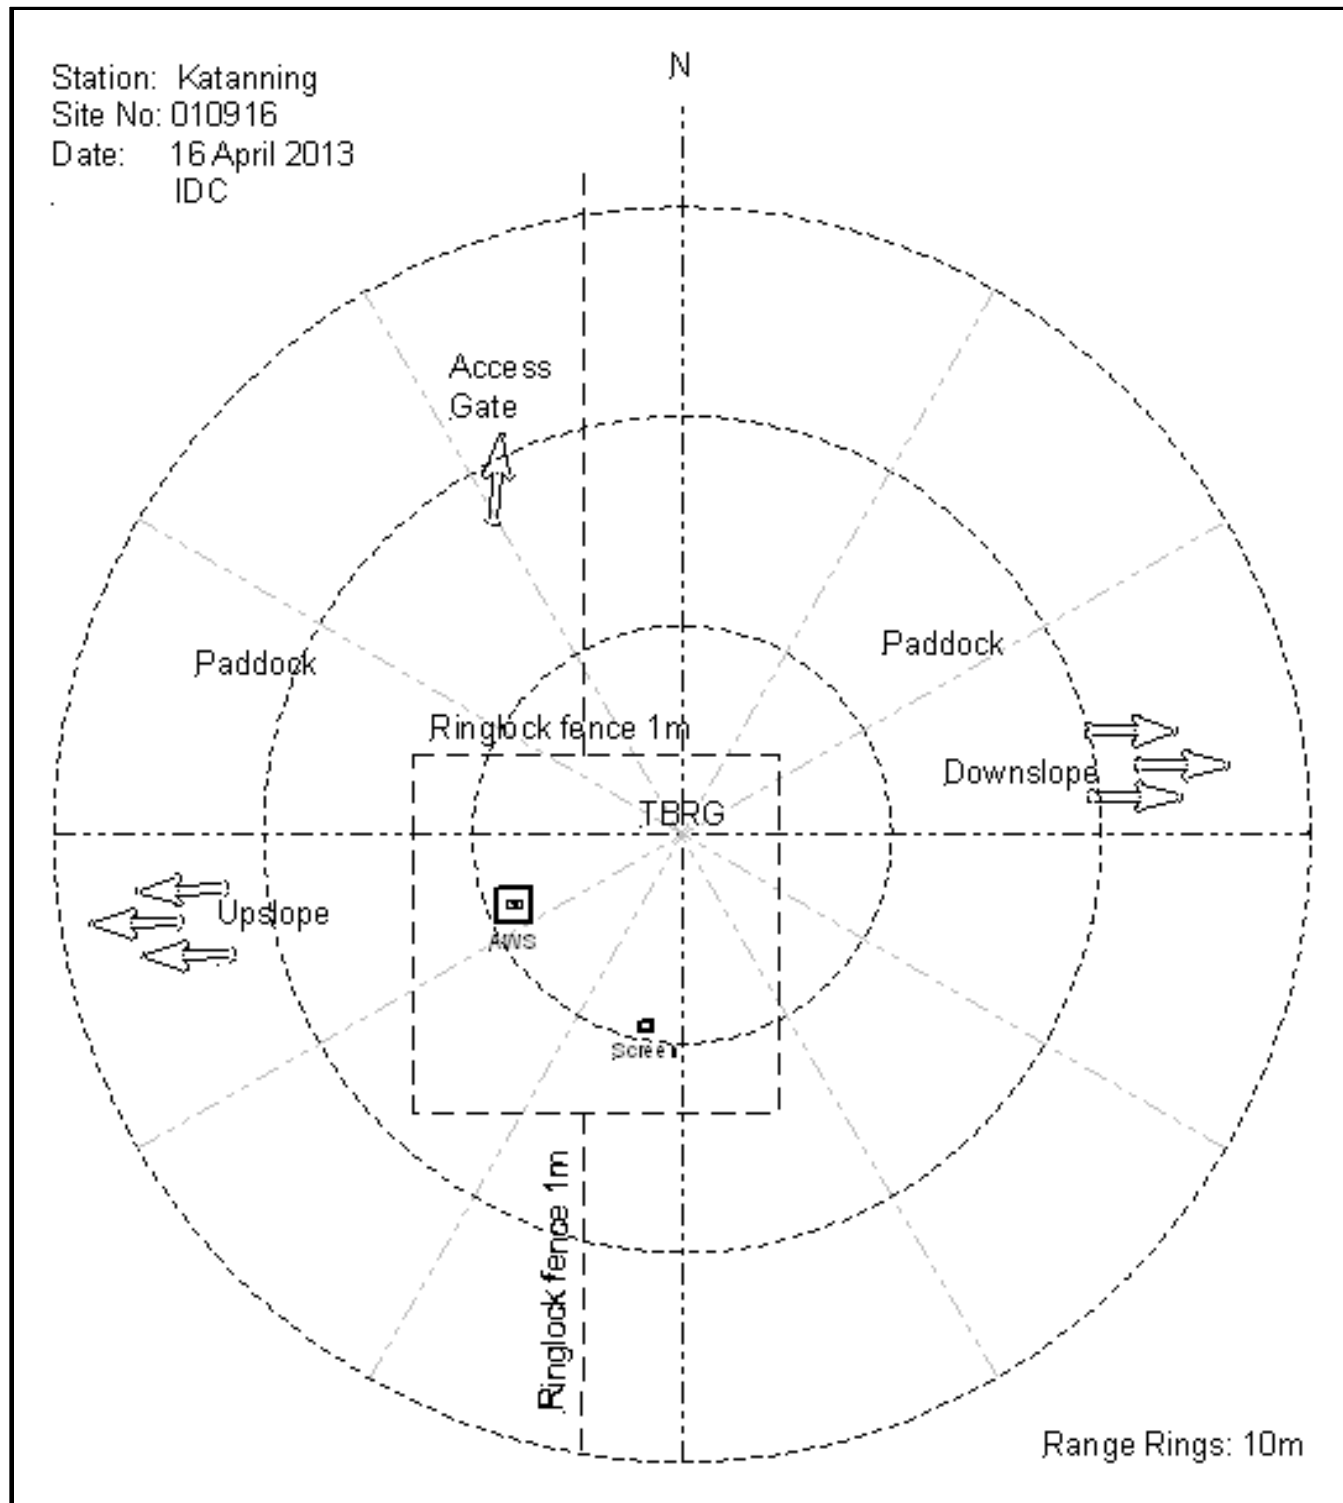 N
Station: Katanning
Site No: 010916
Date: 16 April 2013
IDC
Access
Gate
Paddock
Paddock
Ringlock fence 1m
Downslope
TBRG
Upslope
AWS
Screen
Ringlock fence 1m
Range Rings: 10m